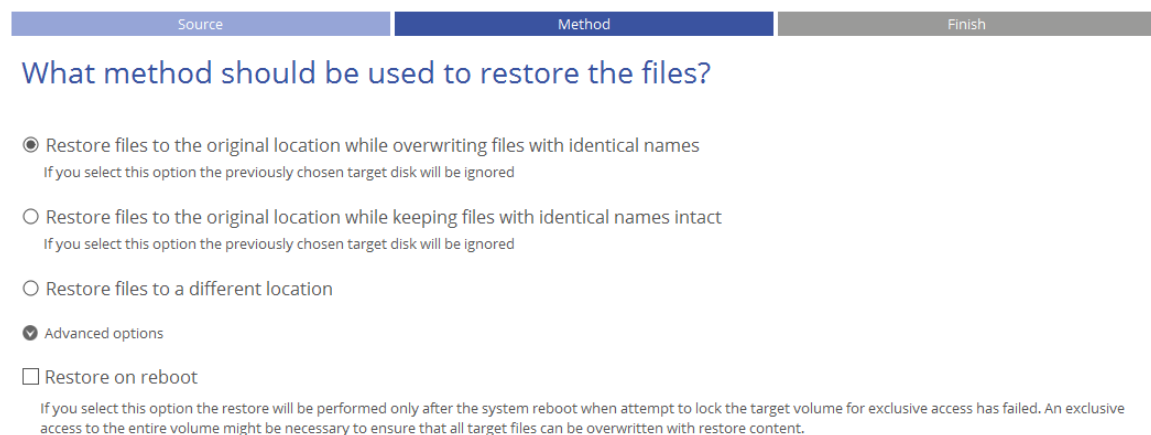 Source
Method
Finish
What method should be used to restore the files?
Restore files to the original location while overwriting files with identical names
If you select this option the previously chosen target disk will be ignored
Restore files to the original location while keeping files with identical names intact
If you select this option the previously chosen target disk will be ignored
Restore files to a different location
Advanced options
Restore on reboot
If you select this option the restore will be performed only after the system reboot when attempt to lock the target volume for exclusive access has failed. An exclusive
access to the entire volume might be necessary to ensure that all target files can be overwritten with restore content.